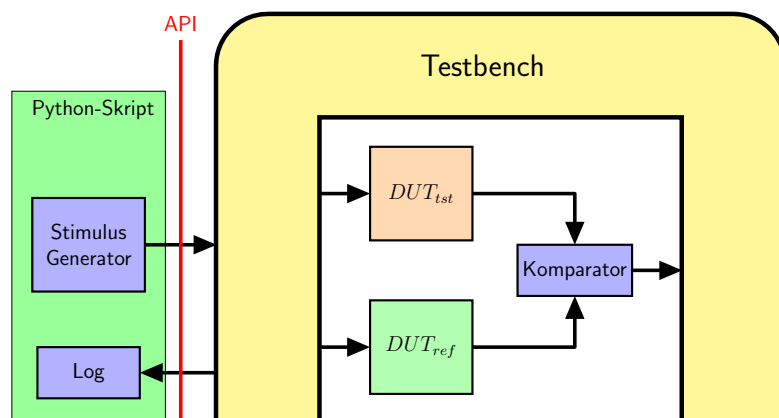 API
Testbench
Python-Skript
DUT_tst
Stimulus
Generator
Komparator
DUT_ref
Log